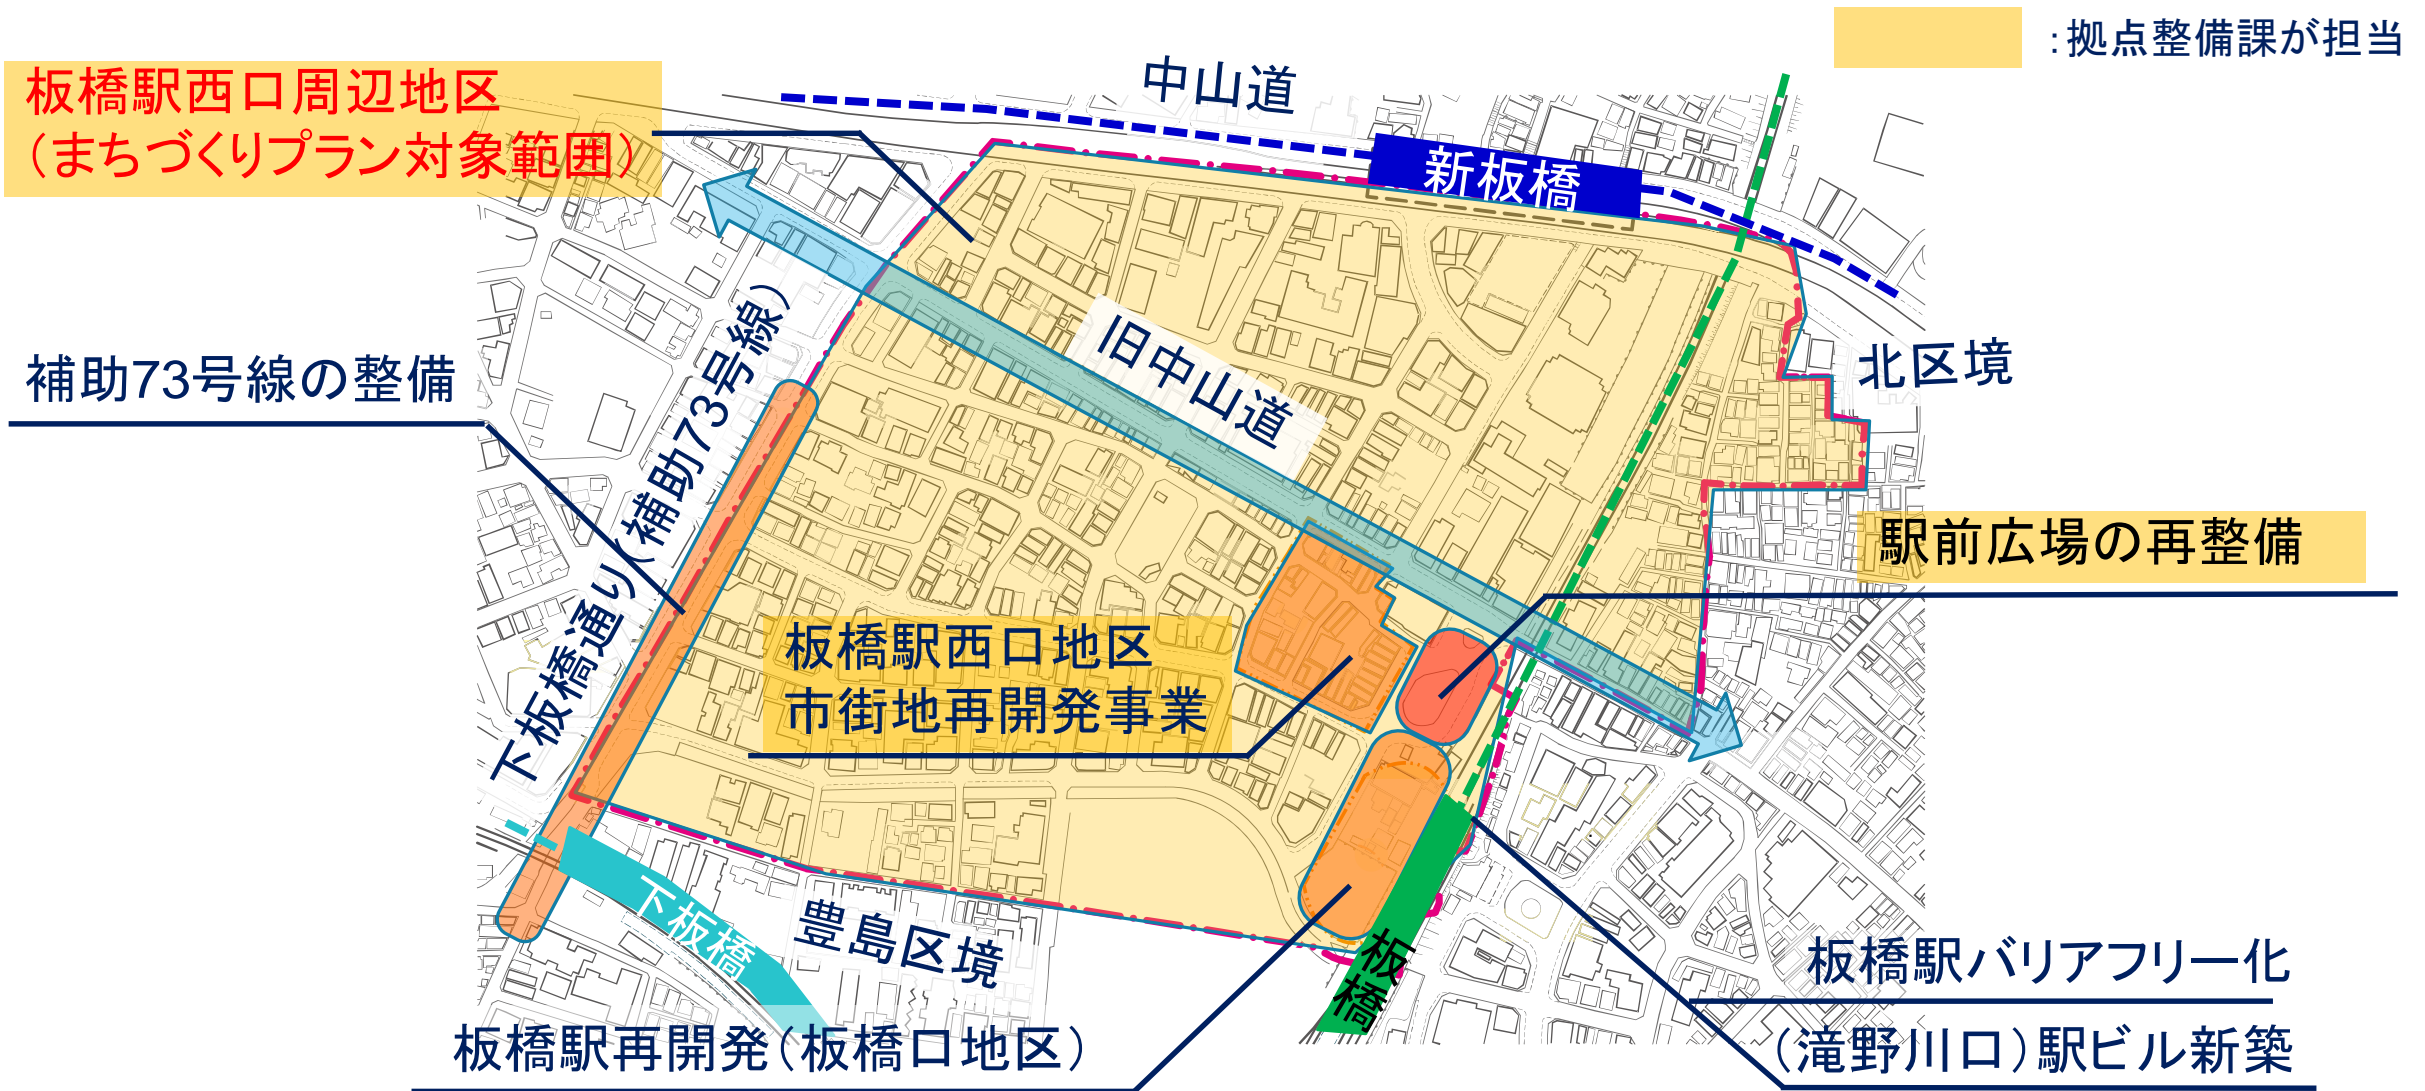 :拠点整備課が担当
板橋駅西口周辺地区
（まちづくりプラン対象範囲）
中山道
新板橋
旧中山道
北区境
補助73号線の整備
下板橋通り（補助73号線）
駅前広場の再整備
板橋駅西口地区
市街地再開発事業
下板橋
豊島区境
板橋
板橋駅バリアフリー化
（滝野川口）駅ビル新築
板橋駅再開発（板橋口地区）